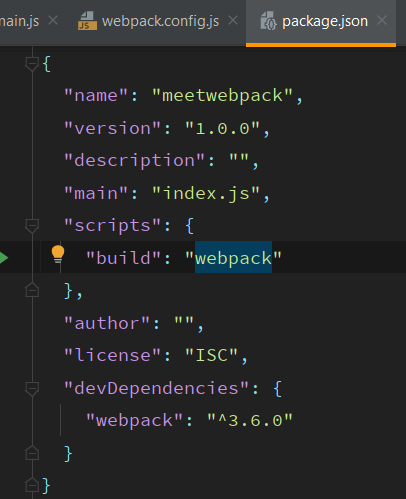 main.js webpack.config.js package.json
{
"name": "meetwebpack",
"version": "1.0.0",
"description": "",
"main": "index.js",
"scripts": {
"build": "webpack"
},
"author": "",
"license": "ISC",
"devDependencies": {
"webpack": "^3.6.0"
}
}